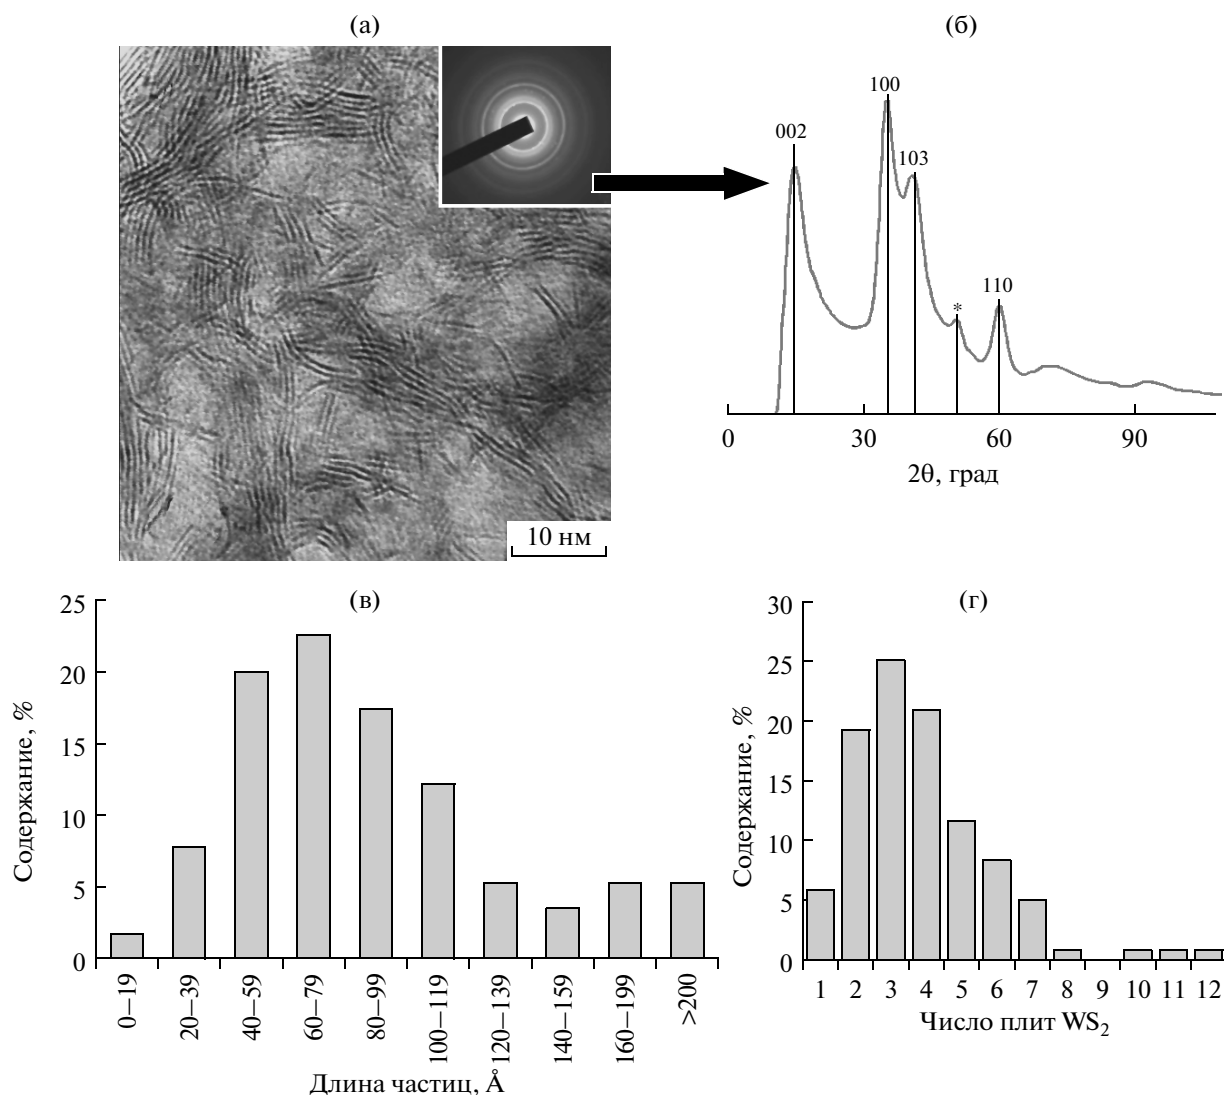 (а)
10 нм
(б)
002
100
103
*
110
0
30
60
90
2θ, град
(в)
25
20
15
10
5
0
Содержание, %
0–19
20–39
40–59
60–79
80–99
100–119
120–139
140–159
160–199
>200
Длина частиц, Å
(г)
30
25
20
15
10
5
0
Содержание, %
1 2 3 4 5 6 7 8 9 10 11 12
Число плит WS₂